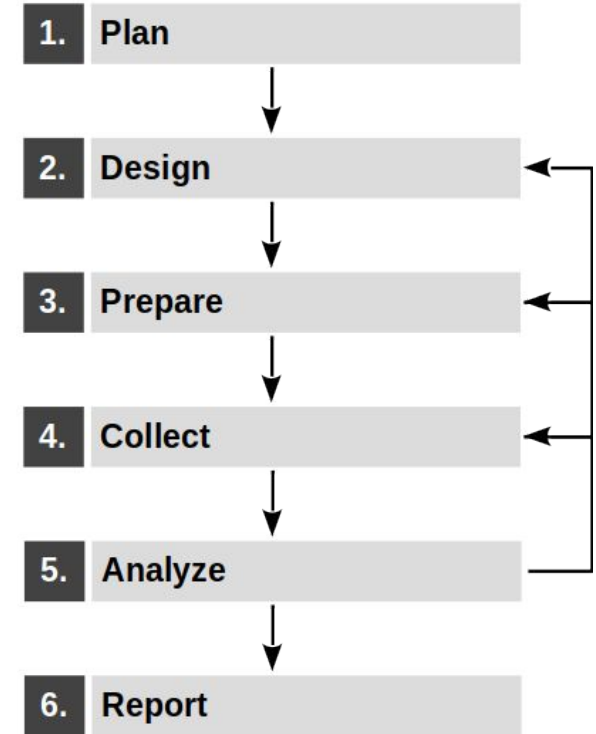 1. Plan
2. Design
3. Prepare
4. Collect
5. Analyze
6. Report